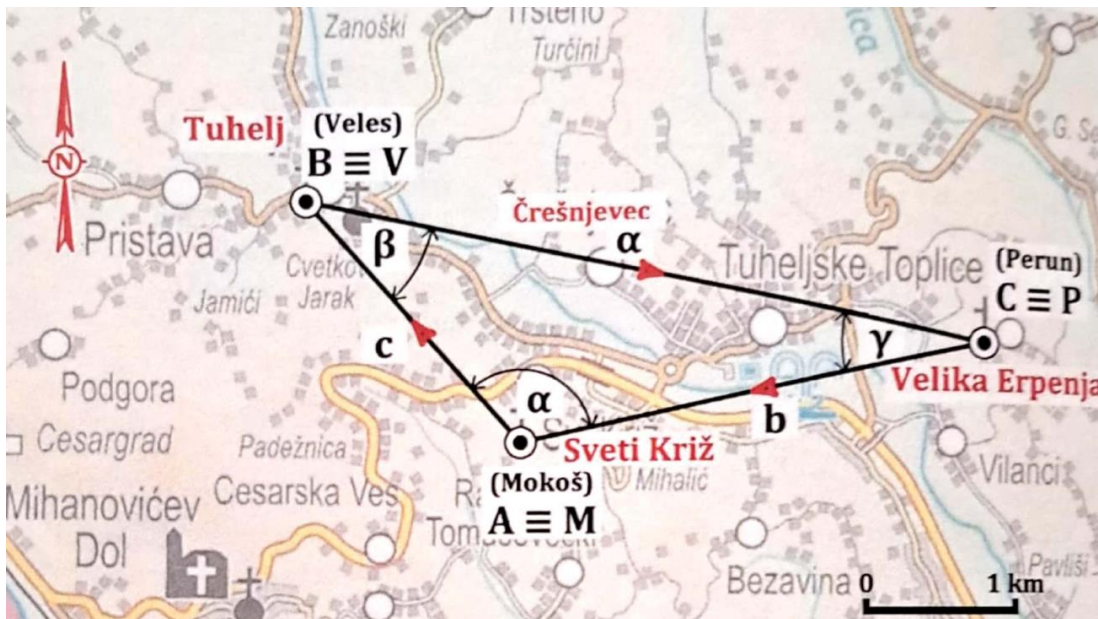 Zanoški
Trsteno
Turčini
Tuhelj
(Veles)
B ≡ V
N
G. Se
Pristava
Črešnjevec
α
β
Cvetkov
Jarak
Jamići
Tuheljske Toplice
(Perun)
C ≡ P
c
γ
Velika Erpenja
Podgora
α
b
Cesargrad
Padežnica
Sveti Križ
(Mokoš)
Mihalić
Vilanci
Mihanovićev
Dol
Cesarska Ves
A ≡ M
Bezavina
0
1 km